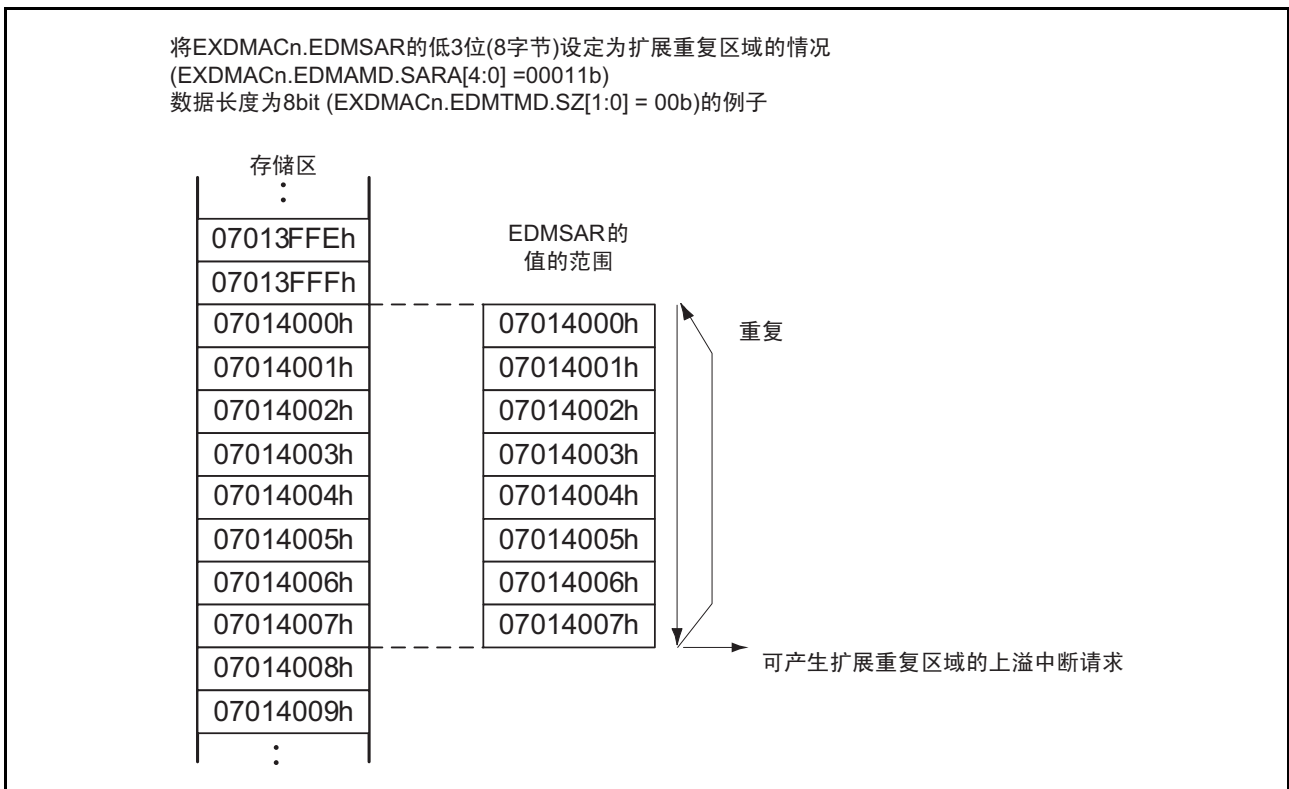 将EXDMACn.EDMSAR的低3位(8字节)设定为扩展重复区域的情况
(EXDMACn.EDMAMD.SARA[4:0] =00011b)
数据长度为8bit (EXDMACn.EDMTMD.SZ[1:0] = 00b)的例子
存储区
07013FFEh
07013FFFh
07014000h
07014001h
07014002h
07014003h
07014004h
07014005h
07014006h
07014007h
07014008h
07014009h
EDMSAR的
值的范围
07014000h
07014001h
07014002h
07014003h
07014004h
07014005h
07014006h
07014007h
重复
可产生扩展重复区域的上溢中断请求